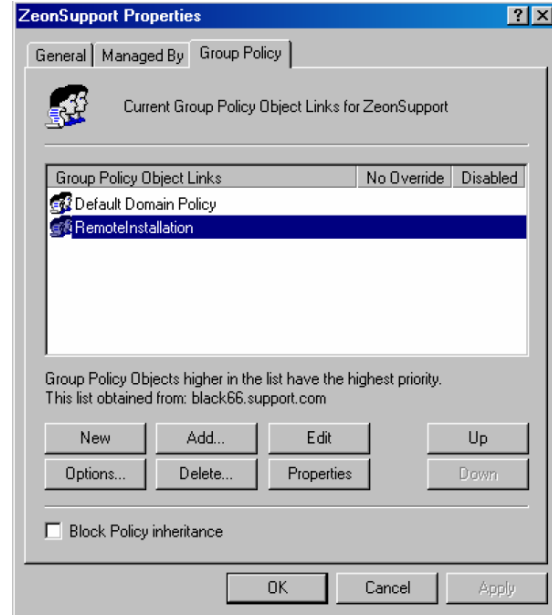 ZeonSupport Properties
General Managed By Group Policy
Current Group Policy Object Links for ZeonSupport
Group Policy Object Links No Override Disabled
Default Domain Policy
RemoteInstallation
Group Policy Objects higher in the list have the highest priority.
This list obtained from: black66.support.com
New Add... Edit Up
Options... Delete... Properties Down
Block Policy inheritance
OK Cancel Apply